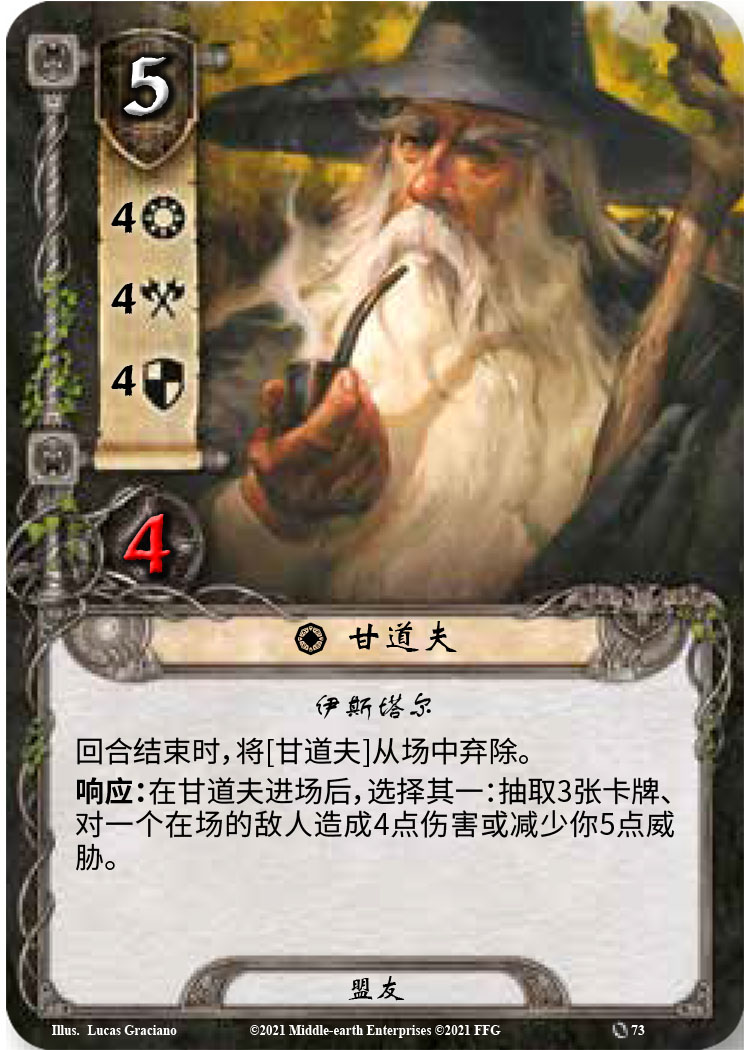 5
4
4
4
4
甘道夫
伊斯塔尔
回合结束时，将[甘道夫]从场中弃除。
响应：在甘道夫进场后，选择其一：抽取3张卡牌、
对一个在场的敌人造成4点伤害或减少你5点威
胁。
盟友
Illus. Lucas Graciano ©2021 Middle-earth Enterprises ©2021 FFG 73